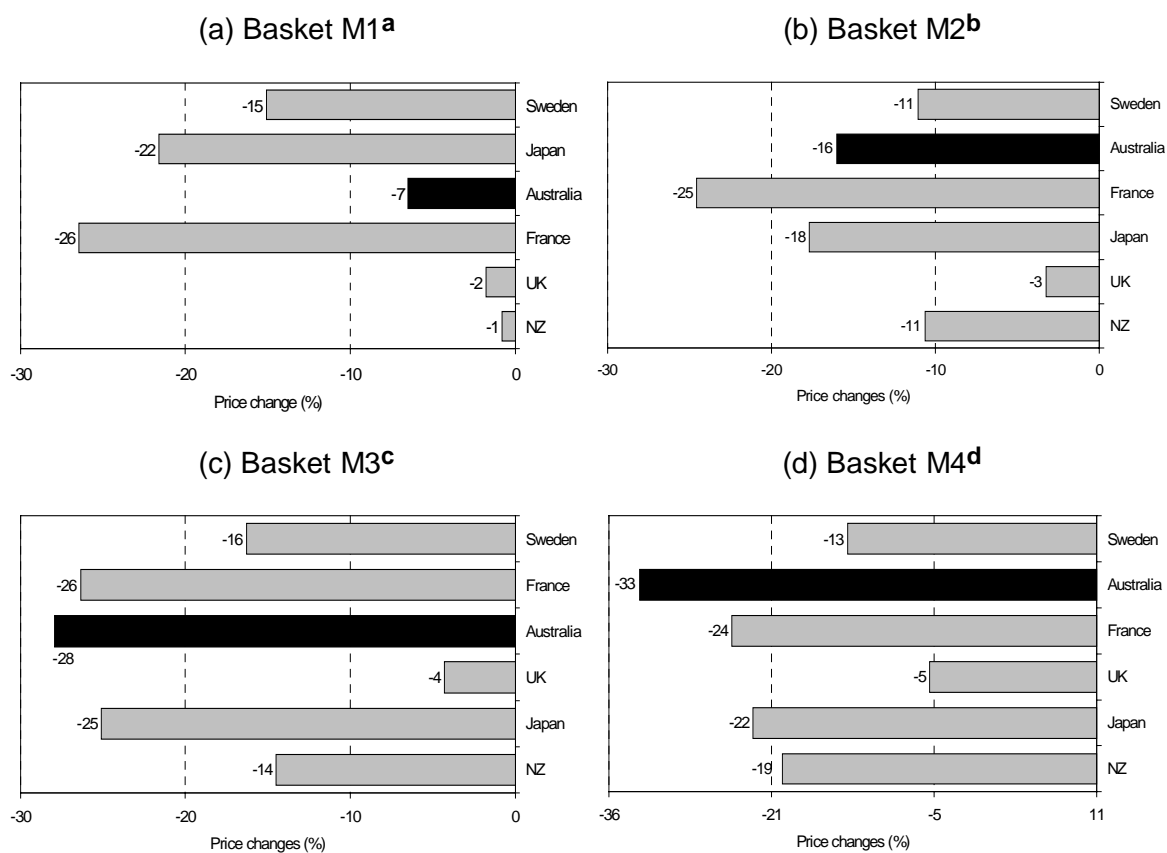 (a) Basket M1a
-15 Sweden
-22 Japan
-7 Australia
-26 France
-2 UK
-1 NZ
-30 -20 -10 0
Price change (%)
(b) Basket M2b
-11 Sweden
-16 Australia
-25 France
-18 Japan
-3 UK
-11 NZ
-30 -20 -10 0
Price changes (%)
(c) Basket M3c
-16 Sweden
-26 France
Australia
-28
-4 UK
-25 Japan
-14 NZ
-30 -20 -10 0
Price changes (%)
(d) Basket M4d
-13 Sweden
-33 Australia
-24 France
-5 UK
-22 Japan
-19 NZ
-36 -21 -5 11
Price changes (%)